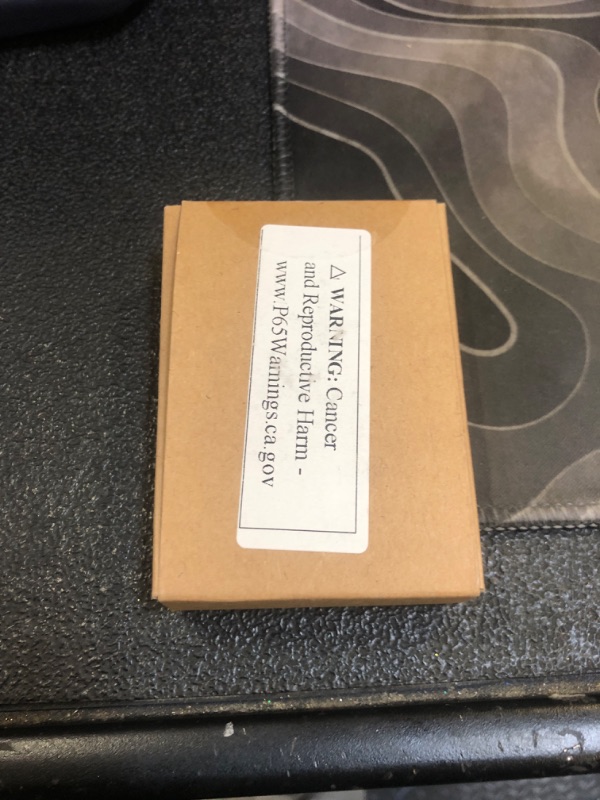 ⚠ WARNING: Cancer
and Reproductive Harm -
www.P65Warnings.ca.gov